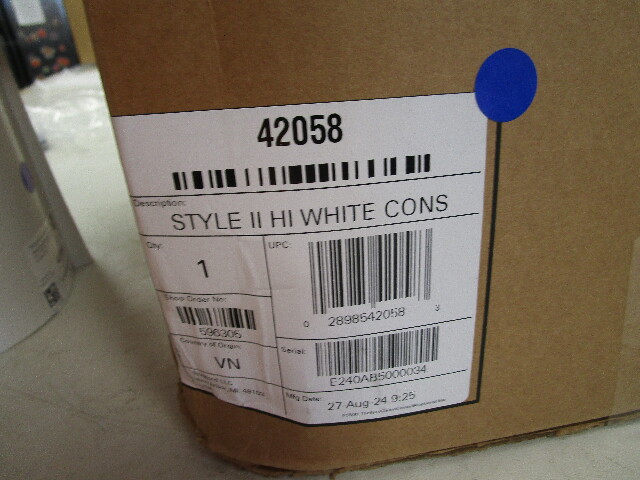 42058
Description:
STYLE II HI WHITE CONS
Qty:
1
UPC:
0 2898542058 3
Shop Order No:
596305
Country of Origin:
VN
Serial:
E240AB5000034
Mfg Date:
27-Aug-24 9:25